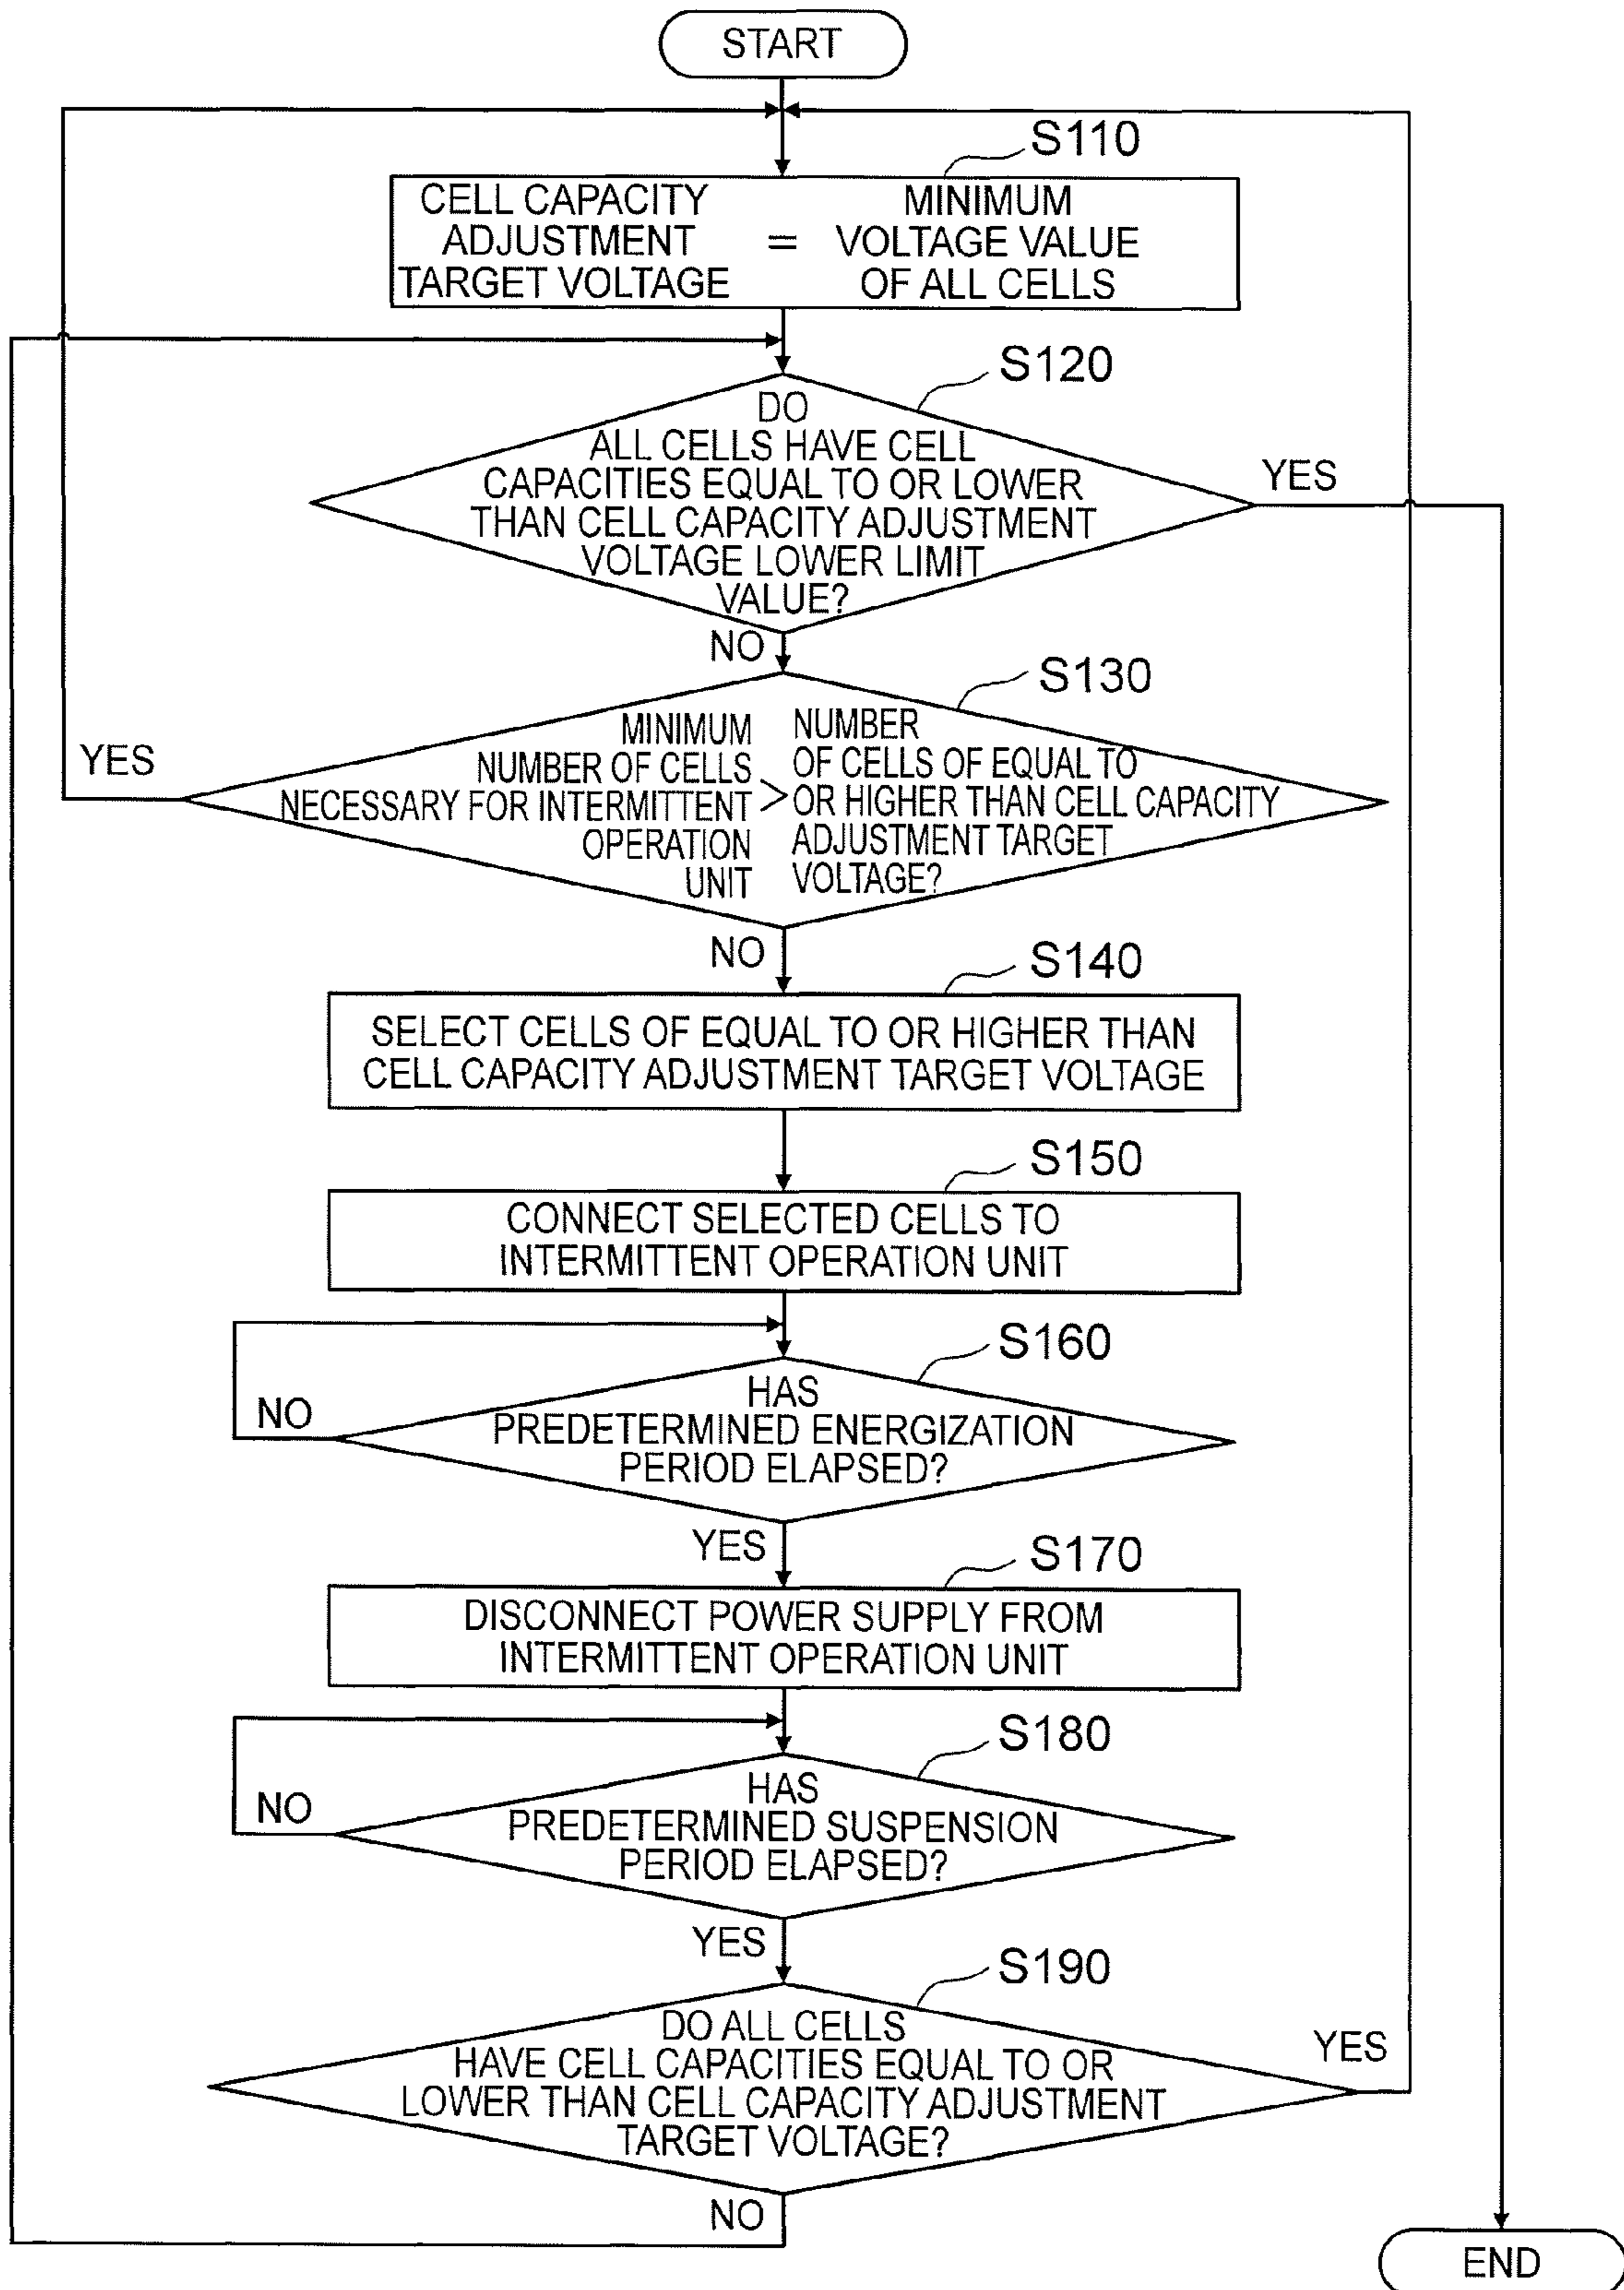 START
S110
CELL CAPACITY
ADJUSTMENT
TARGET VOLTAGE
=
MINIMUM
VOLTAGE VALUE
OF ALL CELLS
S120
DO
ALL CELLS HAVE CELL
CAPACITIES EQUAL TO OR LOWER
THAN CELL CAPACITY ADJUSTMENT
VOLTAGE LOWER LIMIT
VALUE?
YES
NO
S130
MINIMUM
NUMBER OF CELLS
NECESSARY FOR INTERMITTENT
OPERATION
UNIT
>
NUMBER
OF CELLS OF EQUAL TO
OR HIGHER THAN CELL CAPACITY
ADJUSTMENT TARGET
VOLTAGE?
YES
NO
S140
SELECT CELLS OF EQUAL TO OR HIGHER THAN
CELL CAPACITY ADJUSTMENT TARGET VOLTAGE
S150
CONNECT SELECTED CELLS TO
INTERMITTENT OPERATION UNIT
S160
HAS
PREDETERMINED ENERGIZATION
PERIOD ELAPSED?
NO
YES
S170
DISCONNECT POWER SUPPLY FROM
INTERMITTENT OPERATION UNIT
S180
HAS
PREDETERMINED SUSPENSION
PERIOD ELAPSED?
NO
YES
S190
DO ALL CELLS
HAVE CELL CAPACITIES EQUAL TO OR
LOWER THAN CELL CAPACITY ADJUSTMENT
TARGET VOLTAGE?
YES
NO
END